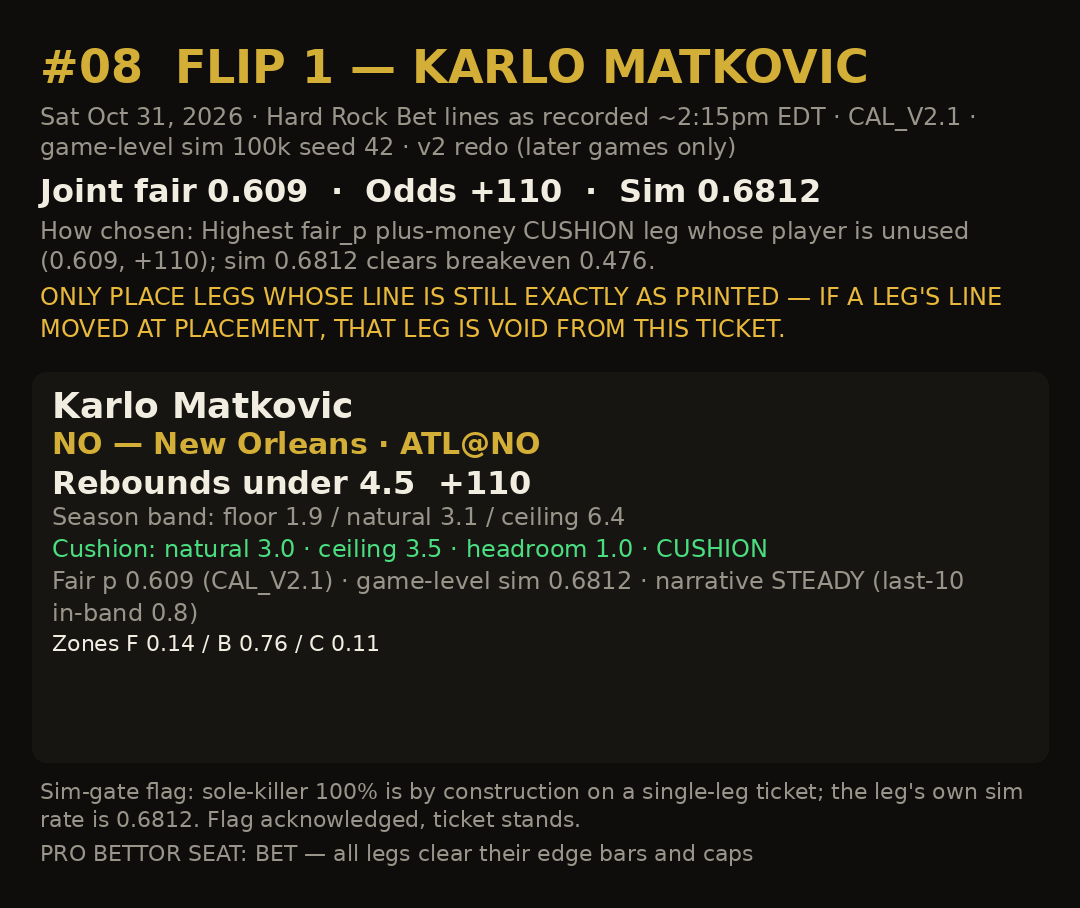 #08 FLIP 1 — KARLO MATKOVIC
Sat Oct 31, 2026 · Hard Rock Bet lines as recorded ~2:15pm EDT · CAL_V2.1 ·
game-level sim 100k seed 42 · v2 redo (later games only)
Joint fair 0.609 · Odds +110 · Sim 0.6812
How chosen: Highest fair_p plus-money CUSHION leg whose player is unused
(0.609, +110); sim 0.6812 clears breakeven 0.476.
ONLY PLACE LEGS WHOSE LINE IS STILL EXACTLY AS PRINTED — IF A LEG'S LINE
MOVED AT PLACEMENT, THAT LEG IS VOID FROM THIS TICKET.
Karlo Matkovic
NO — New Orleans · ATL@NO
Rebounds under 4.5 +110
Season band: floor 1.9 / natural 3.1 / ceiling 6.4
Cushion: natural 3.0 · ceiling 3.5 · headroom 1.0 · CUSHION
Fair p 0.609 (CAL_V2.1) · game-level sim 0.6812 · narrative STEADY (last-10
in-band 0.8)
Zones F 0.14 / B 0.76 / C 0.11
Sim-gate flag: sole-killer 100% is by construction on a single-leg ticket; the leg's own sim
rate is 0.6812. Flag acknowledged, ticket stands.
PRO BETTOR SEAT: BET — all legs clear their edge bars and caps